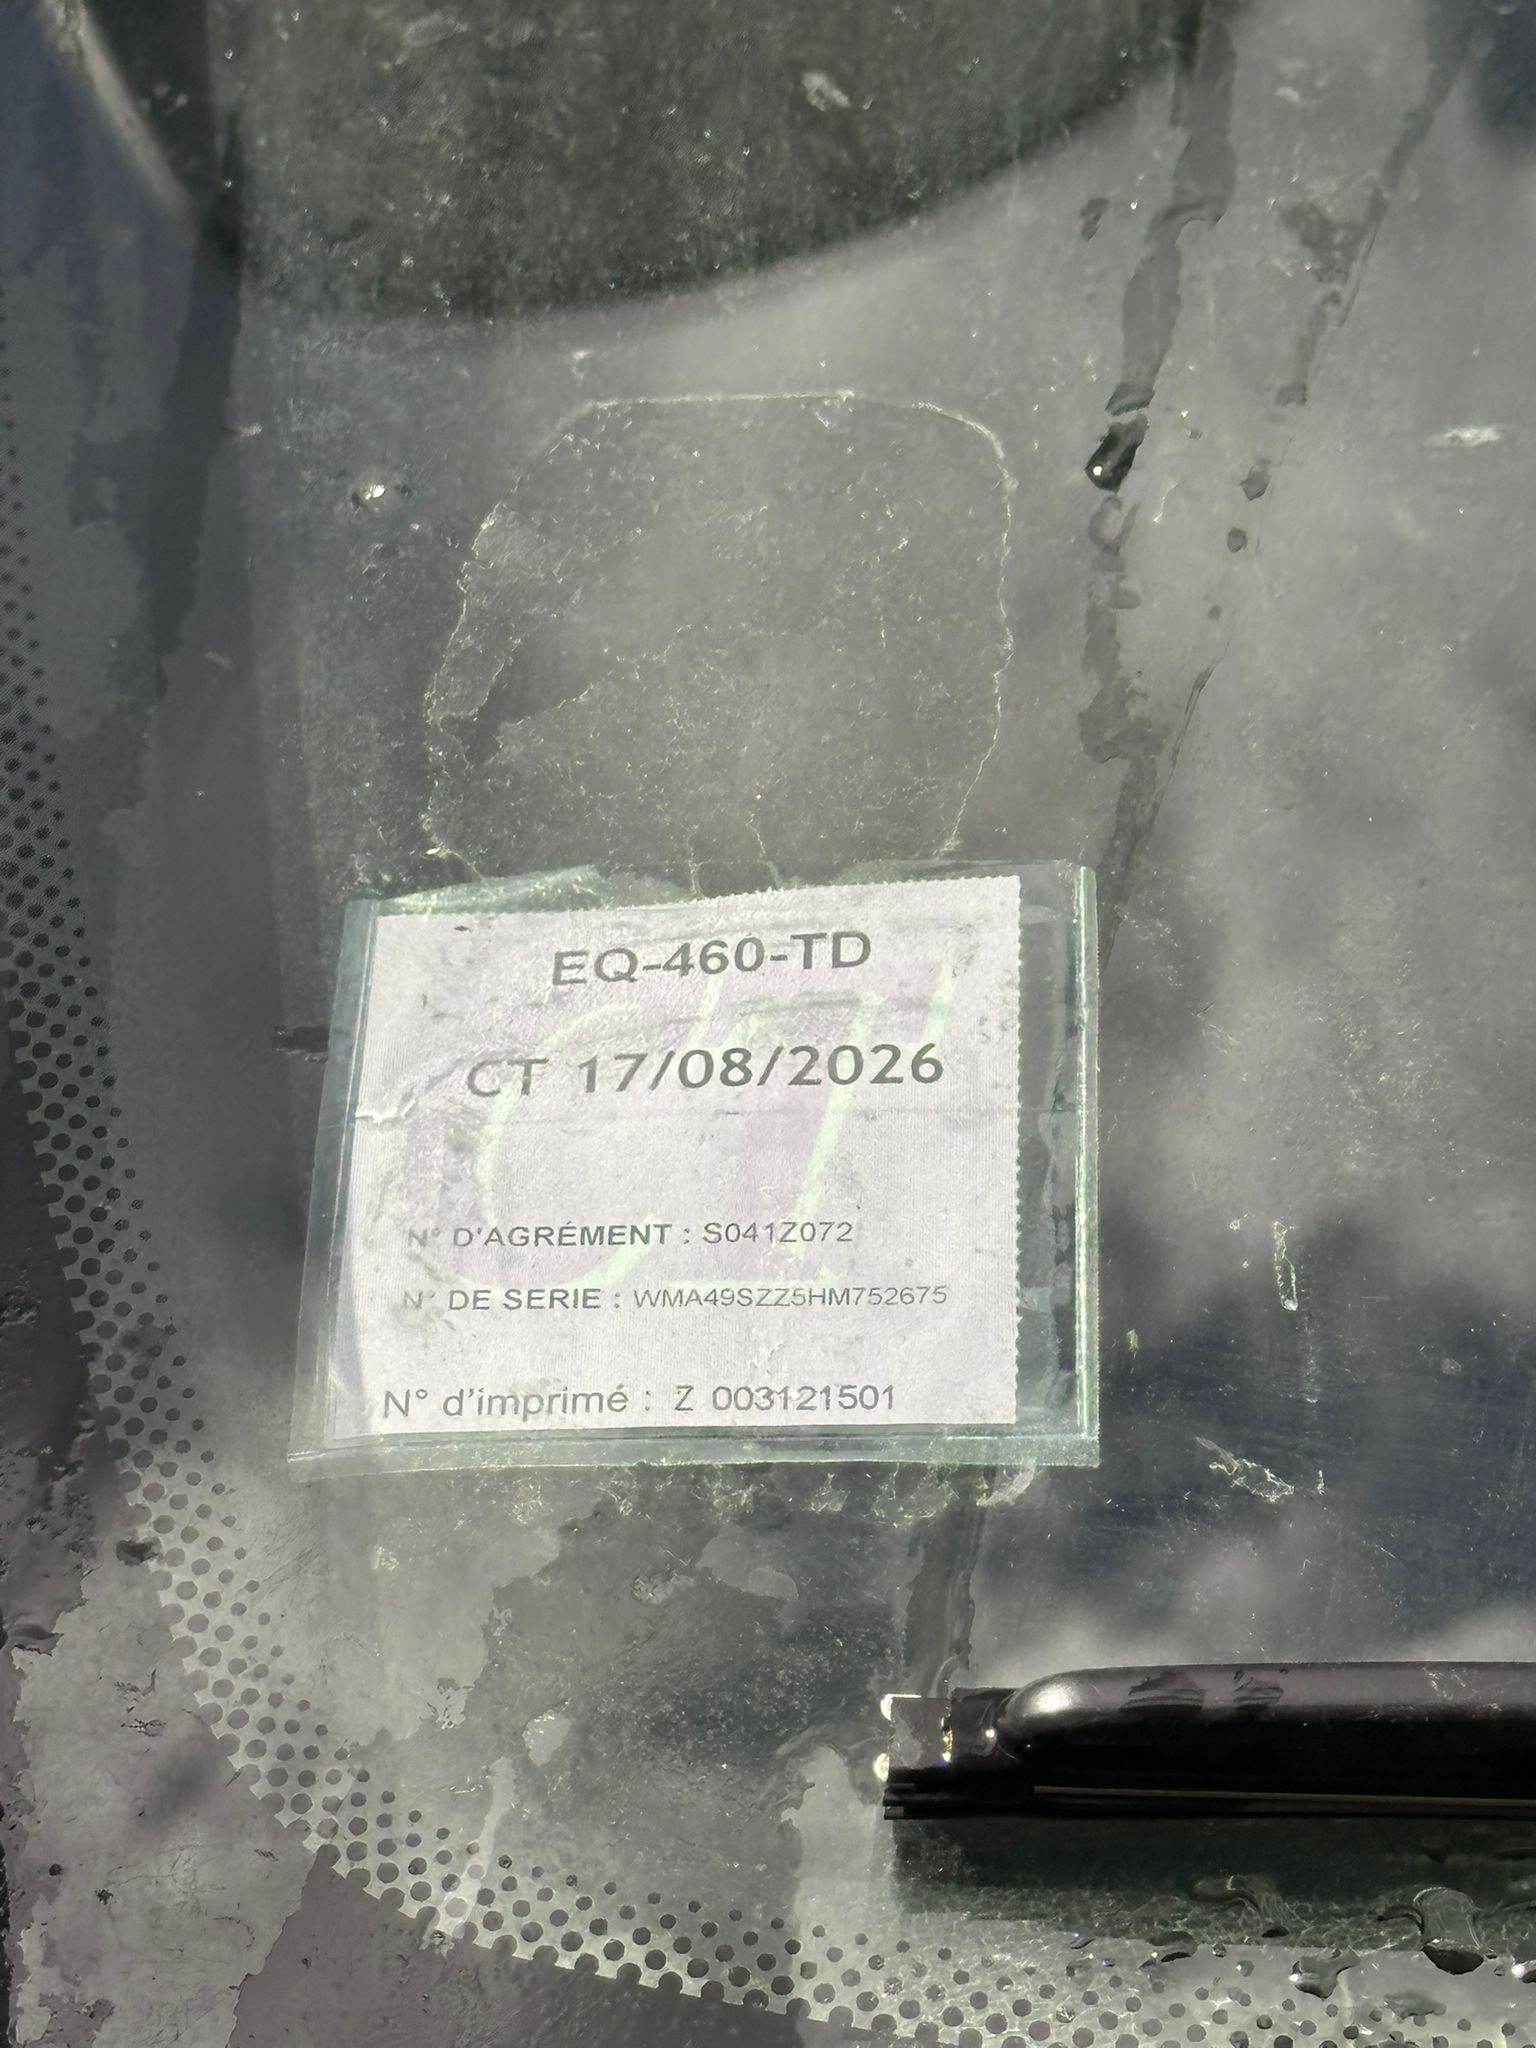 EQ-460-TD
CT 17/08/2026
N° D'AGRÉMENT : S041Z072
N° DE SERIE : WMA49SZZ5HM752675
N° d'imprimé : Z 003121501